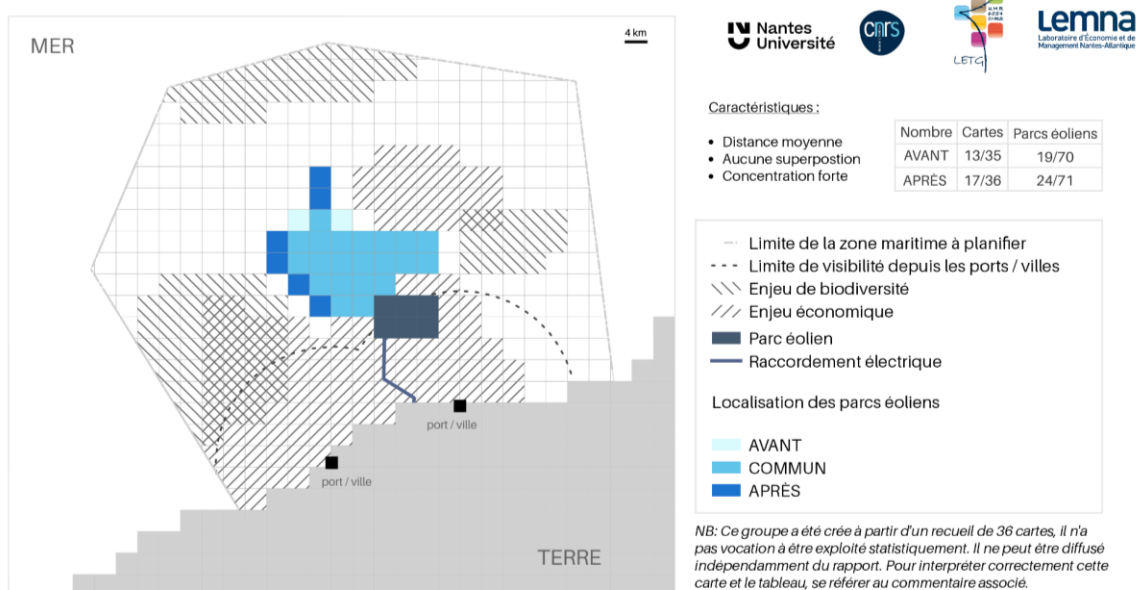 MER
4 km
Nantes
Université
cnrs
LETG
Lemna
Laboratoire d'Économie et de
Management Nantes-Atlantique
Caractéristiques :
• Distance moyenne
• Aucune superpostion
• Concentration forte
Nombre Cartes Parcs éoliens
AVANT 13/35 19/70
APRÈS 17/36 24/71
Limite de la zone maritime à planifier
Limite de visibilité depuis les ports / villes
Enjeu de biodiversité
Enjeu économique
Parc éolien
Raccordement électrique
Localisation des parcs éoliens
AVANT
COMMUN
APRÈS
port / ville
port / ville
TERRE
NB: Ce groupe a été crée à partir d'un recueil de 36 cartes, il n'a
pas vocation à être exploité statistiquement. Il ne peut être diffusé
indépendamment du rapport. Pour interpréter correctement cette
carte et le tableau, se référer au commentaire associé.